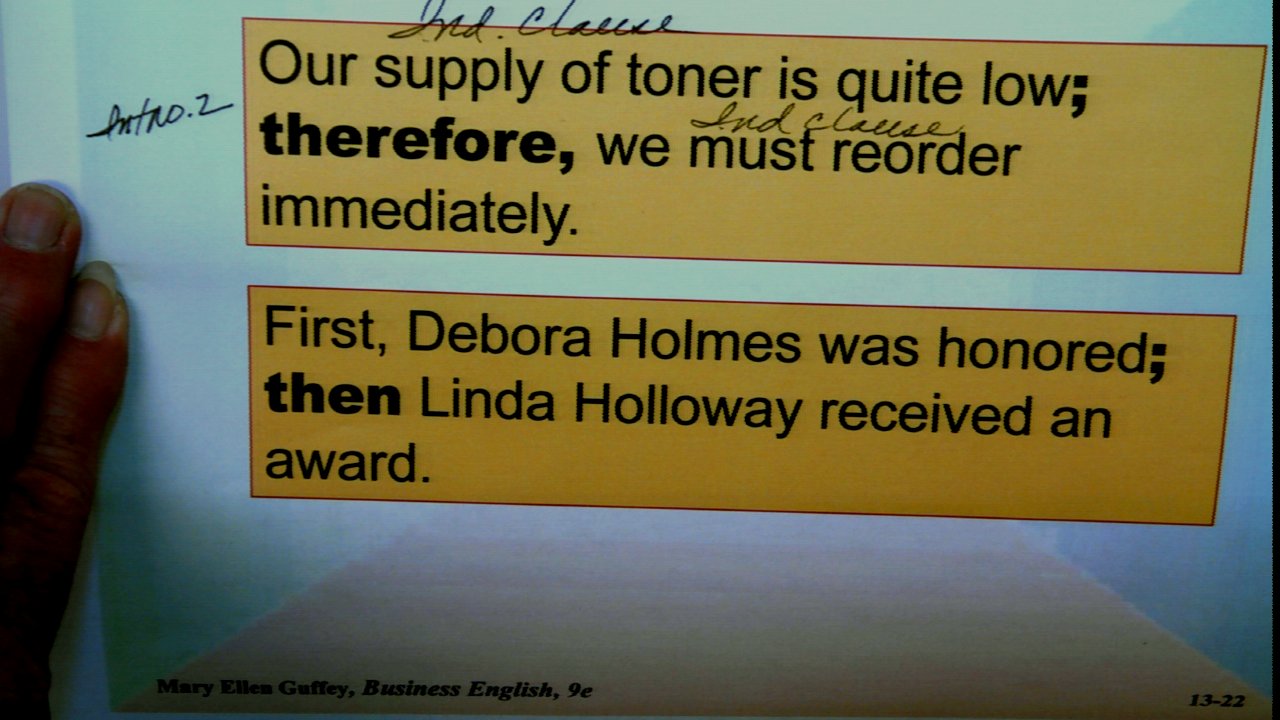 Ind. Clause
Our supply of toner is quite low;
Intro. 2
Ind clause
therefore, we must reorder
immediately.
First, Debora Holmes was honored;
then Linda Holloway received an
award.
Mary Ellen Guffey, Business English, 9e
13-22